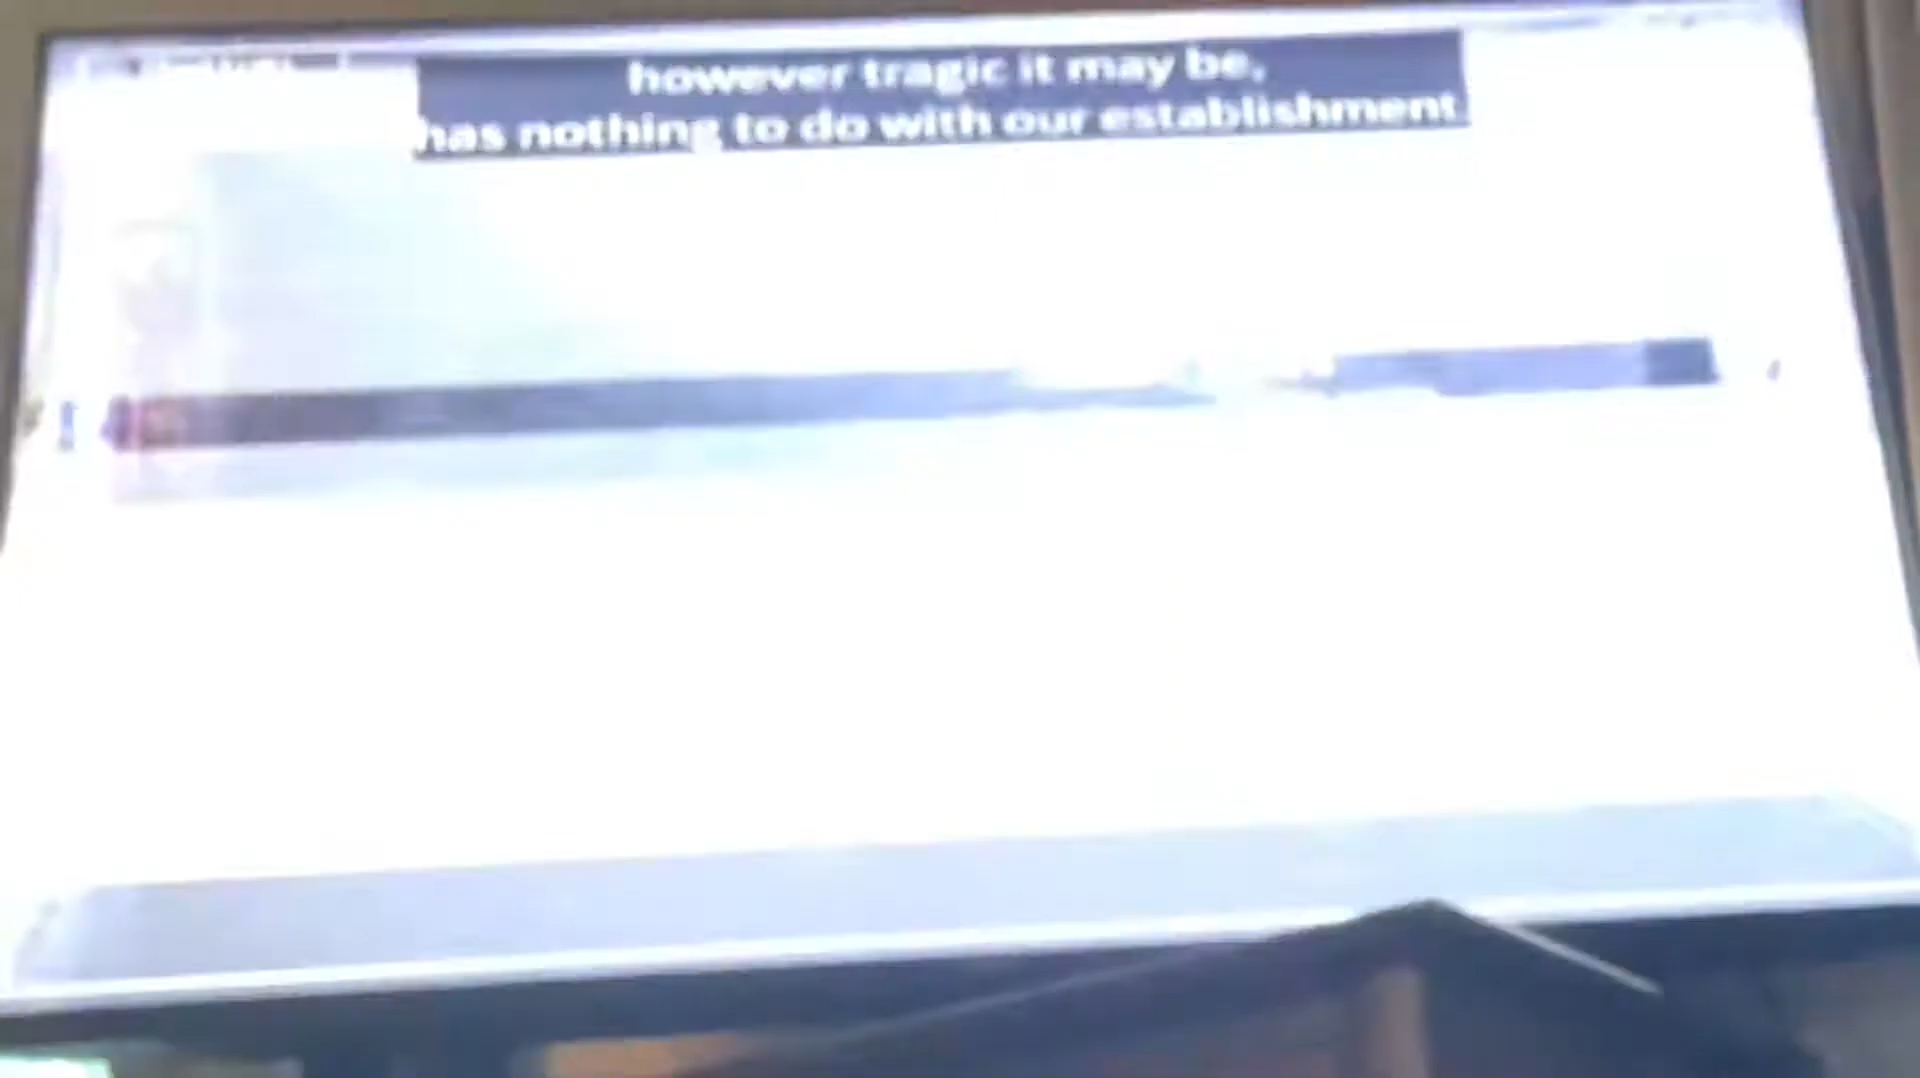 however tragic it may be,
has nothing to do with our establishment.